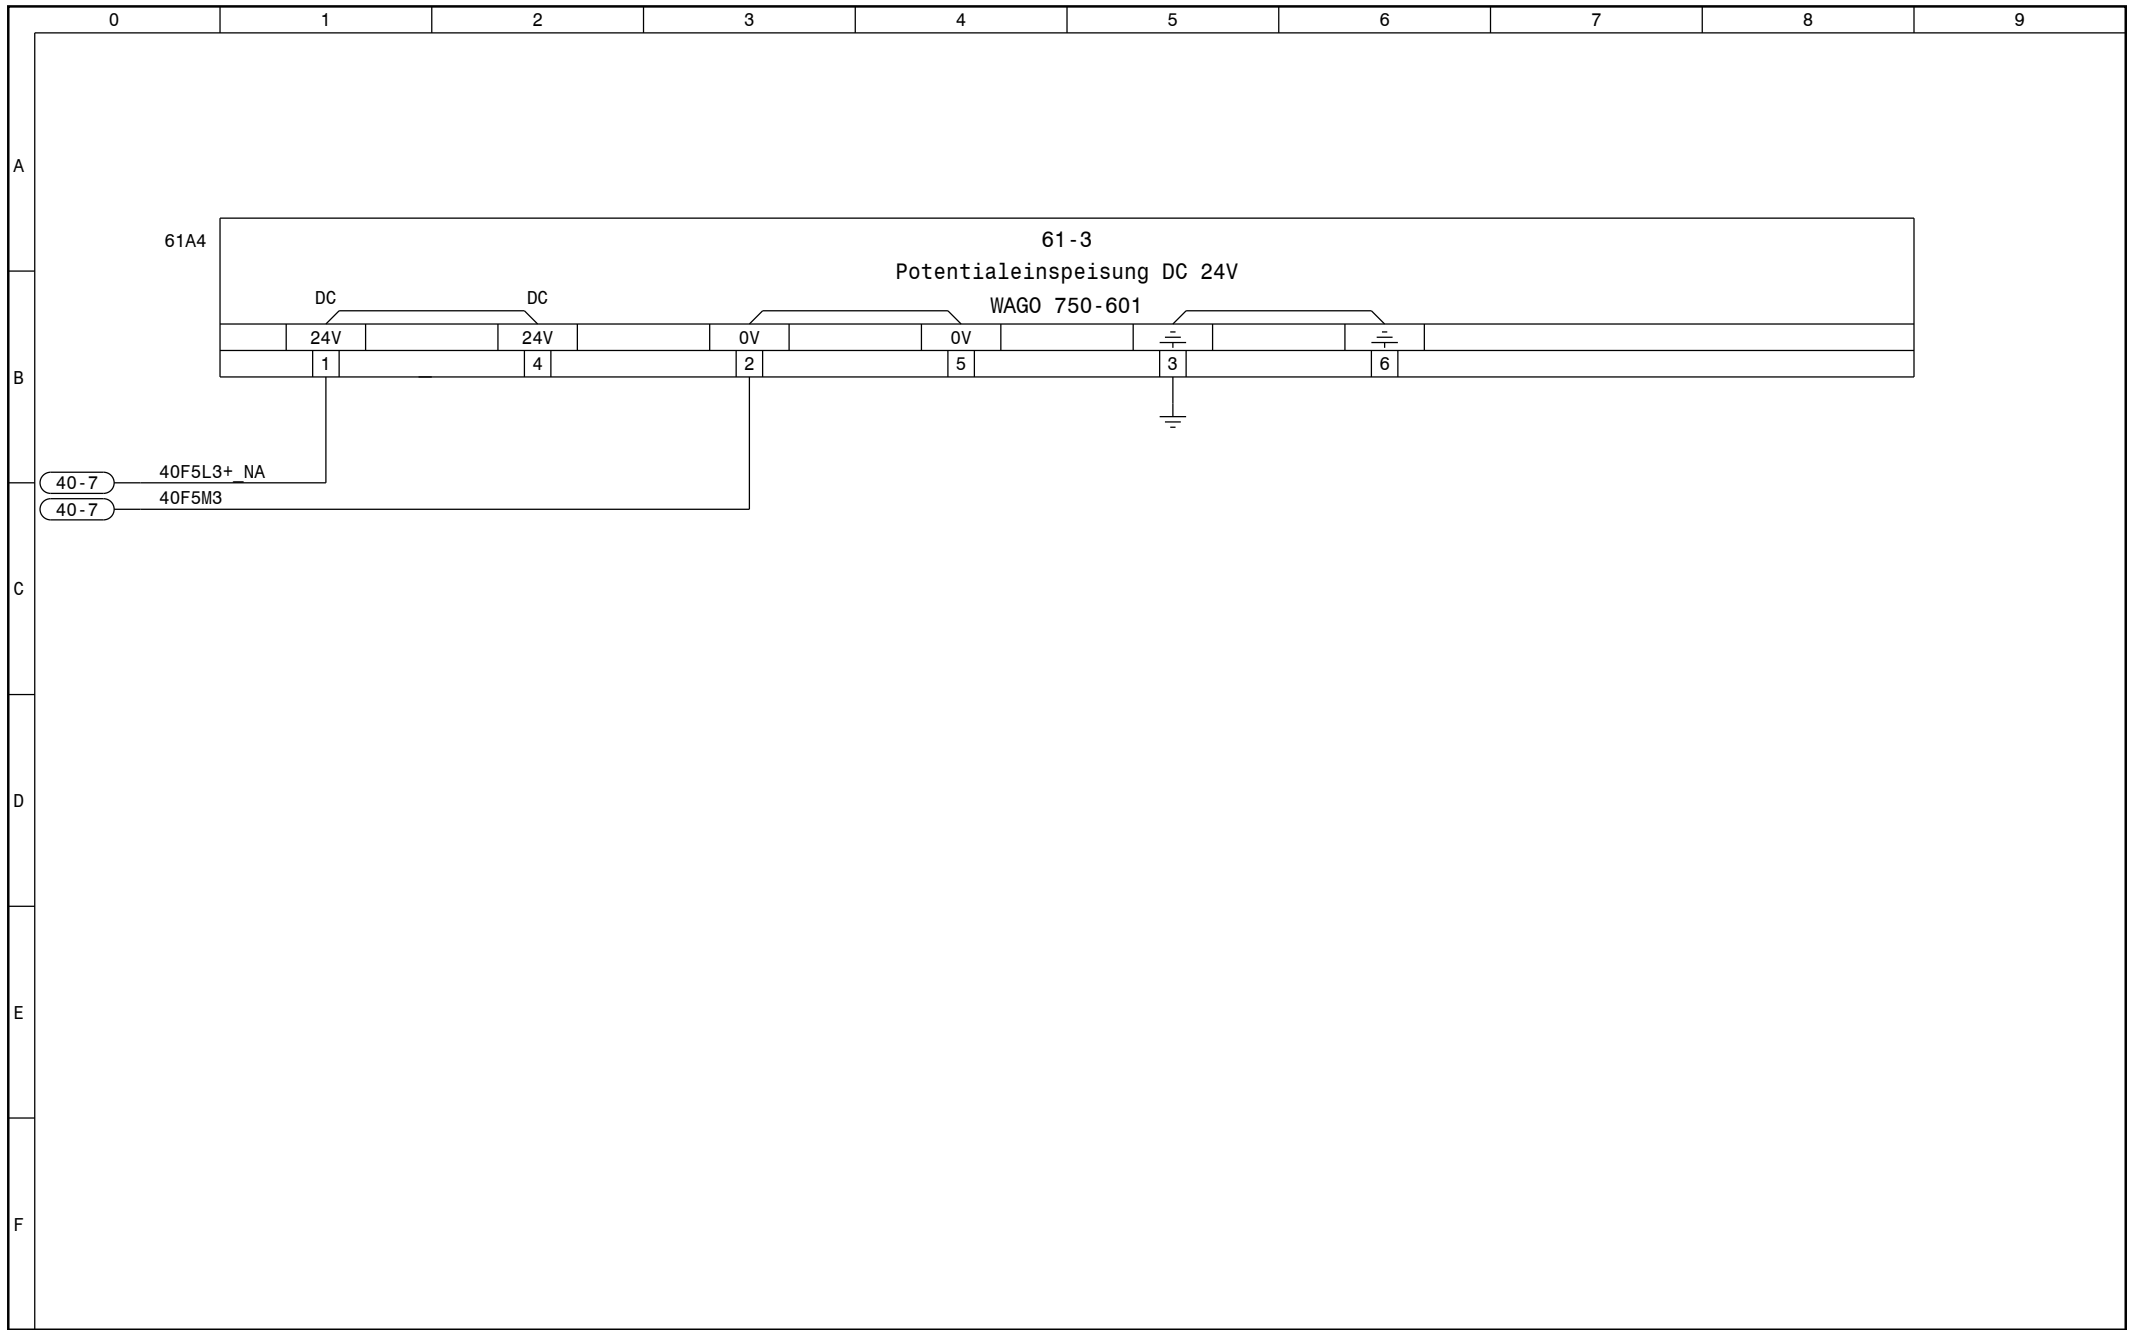 0 1 2 3 4 5 6 7 8 9
A
61A4 61-3
Potentialeinspeisung DC 24V
DC DC WAGO 750-601
24V 24V 0V 0V
B 1 4 2 5 3 6
40-7 40F5L3+_NA
40-7 40F5M3
C
D
E
F